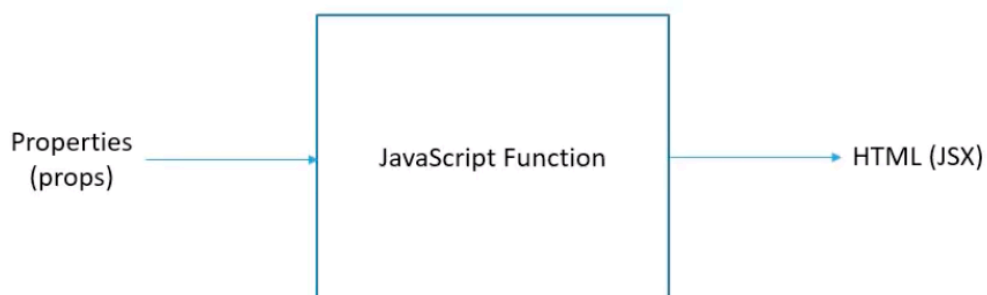 Properties
(props)
JavaScript Function
HTML (JSX)